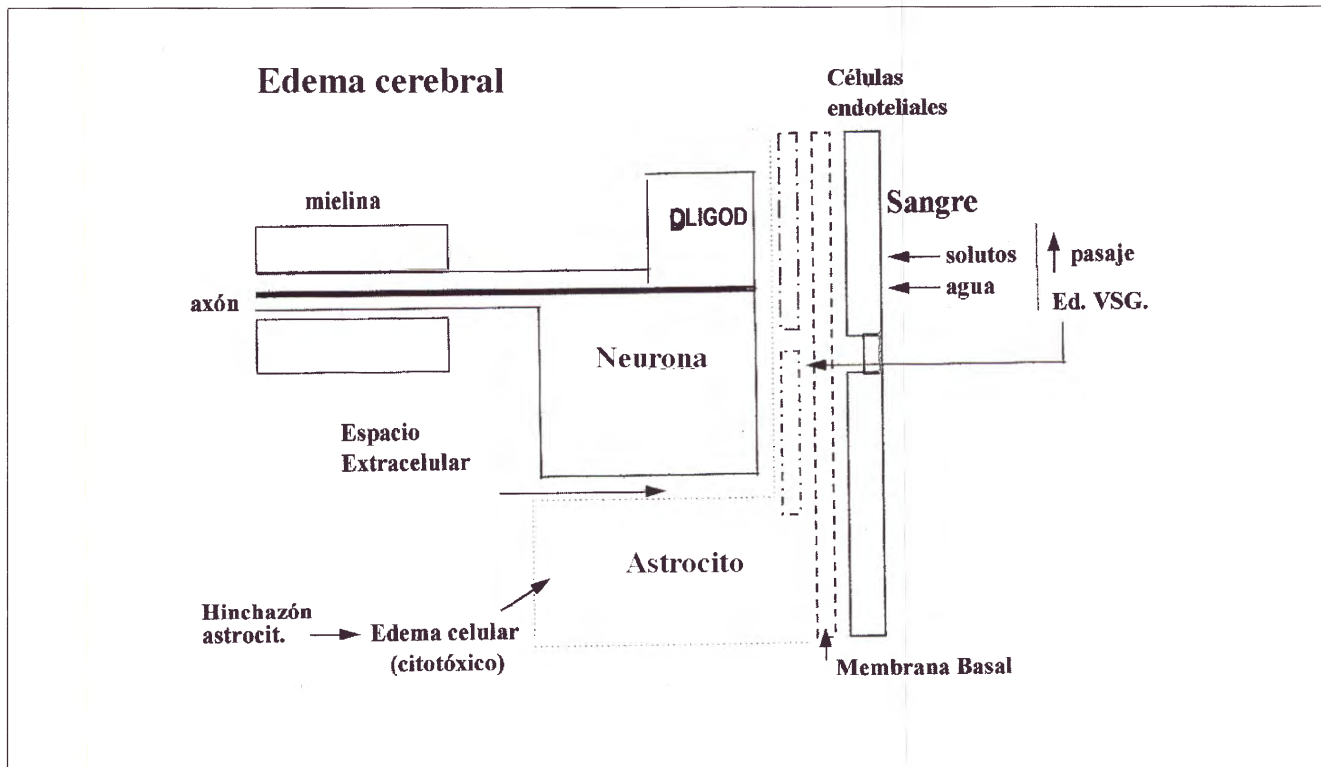 Edema cerebral
Células
endoteliales
mielina
OLIGOD
Sangre
solutos
pasaje
agua
axón
Ed. VSG.
Neurona
Espacio
Extracelular
Astrocito
Hinchazón
astrocit.
Edema celular
(citotóxico)
Membrana Basal